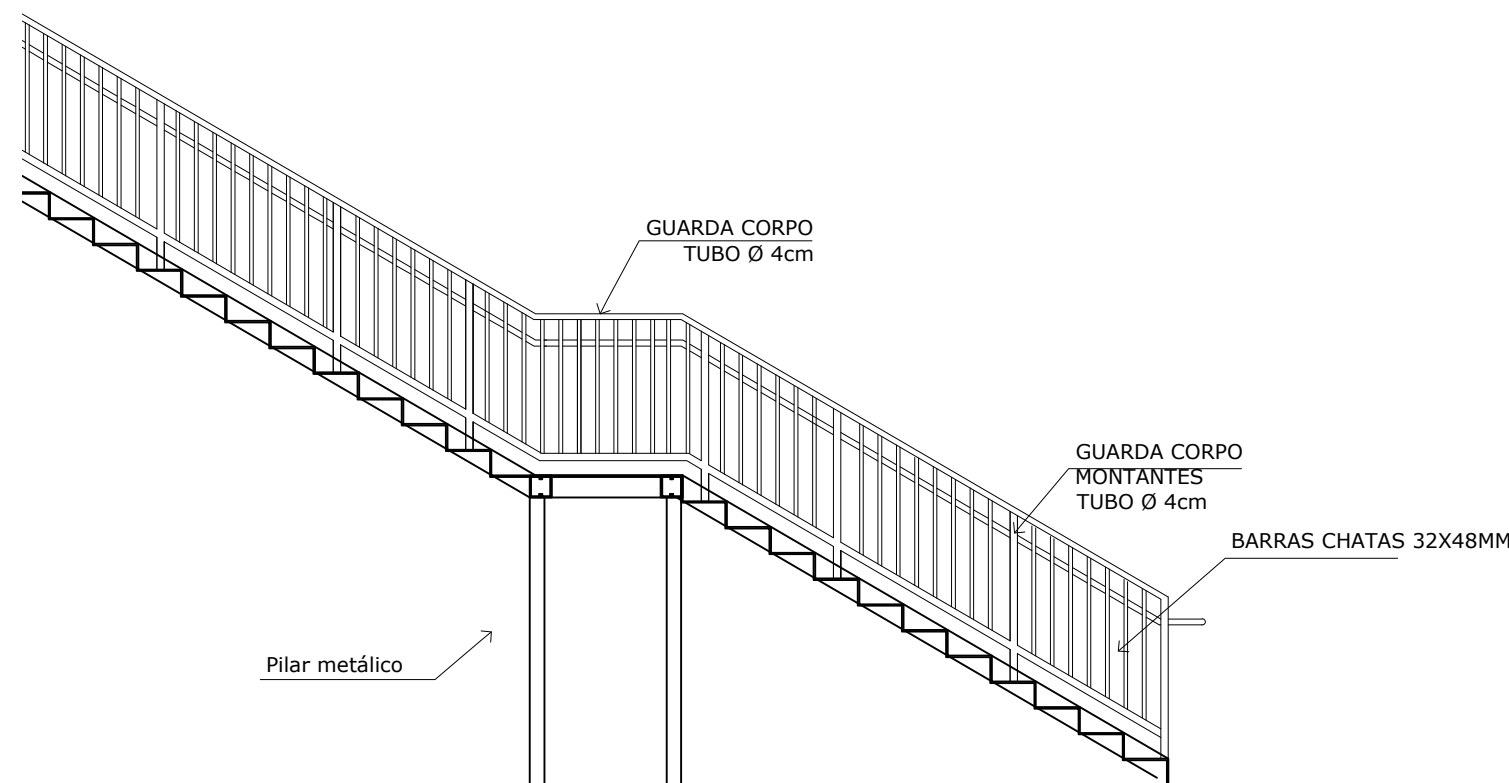 GUARDA CORPO
TUBO Ø 4cm
GUARDA CORPO
MONTANTES
TUBO Ø 4cm
BARRAS CHATAS 32X48MM
Pilar metálico